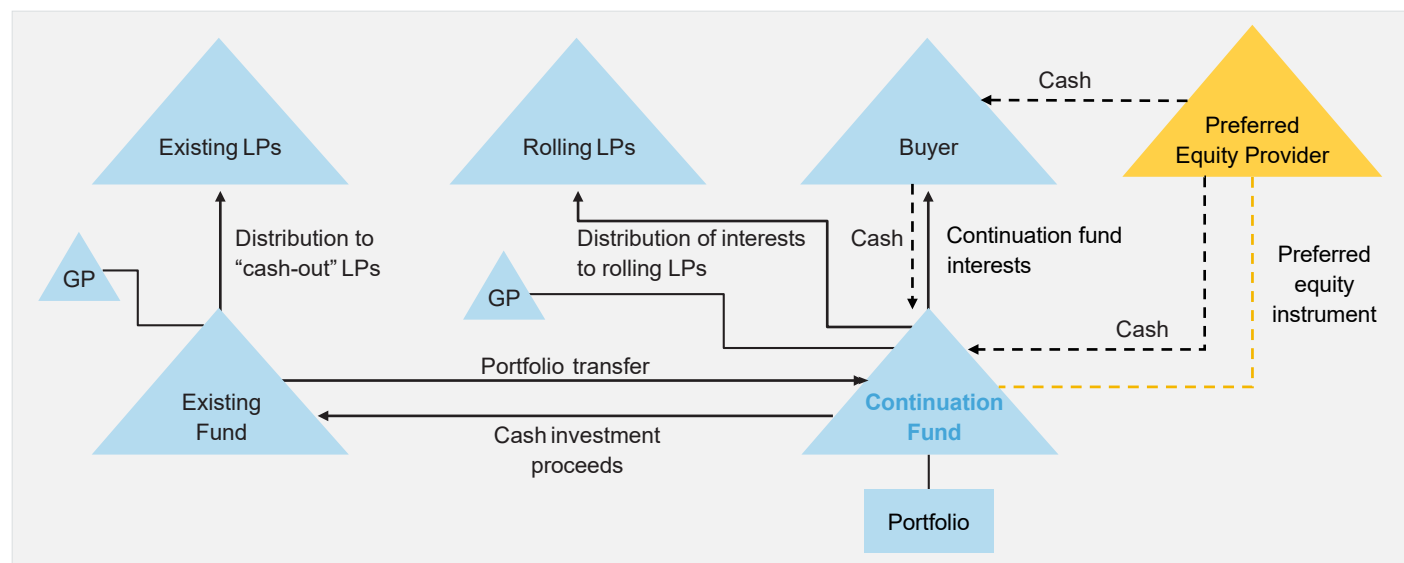 Cash
Existing LPs
Rolling LPs
Buyer
Preferred
Equity Provider
Distribution to
“cash-out” LPs
Distribution of interests
to rolling LPs
Cash
Continuation fund
interests
Preferred
equity
instrument
GP
GP
Cash
Portfolio transfer
Existing
Fund
Continuation
Fund
Cash investment
proceeds
Portfolio